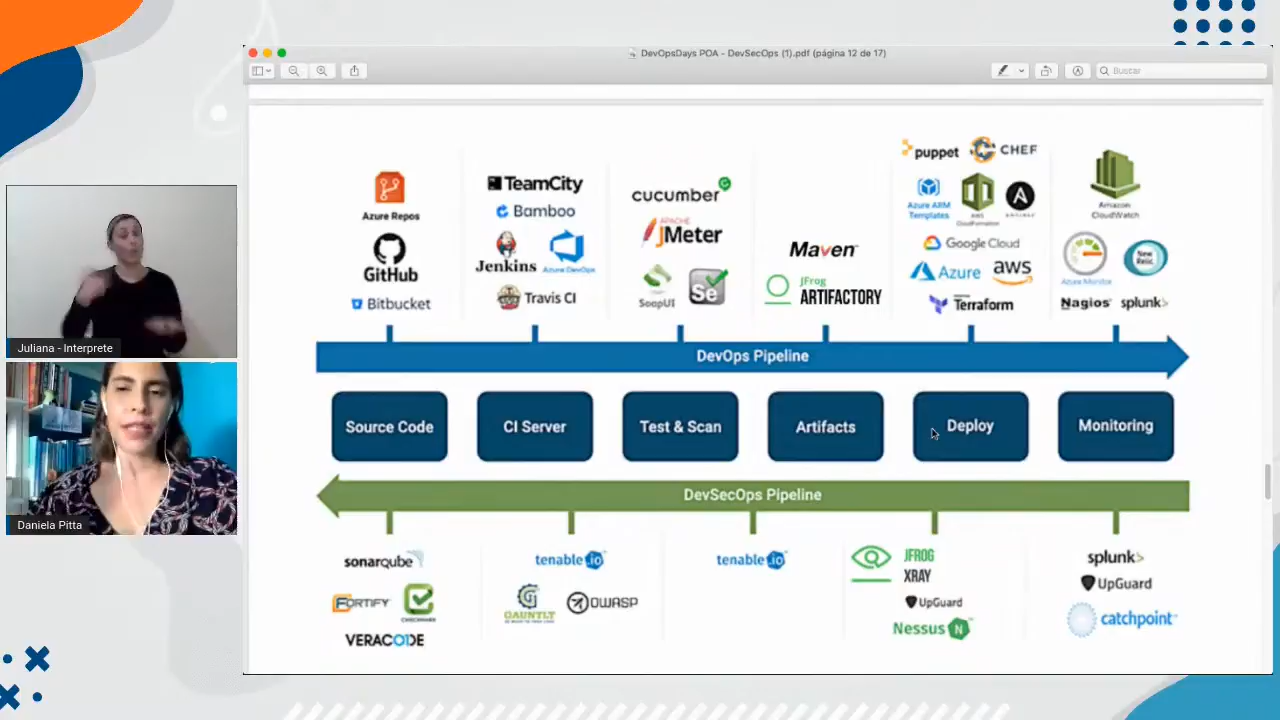 DevOpsDays POA - DevSecOps (1).pdf (página 12 de 17)
Buscar
Azure Repos
GitHub
Bitbucket
TeamCity
Bamboo
Jenkins
Azure DevOps
Travis CI
cucumber
APACHE
JMeter
SoapUI
Se
Maven
JFrog
ARTIFACTORY
puppet
CHEF
Azure ARM
Templates
AWS
CloudFormation
ANSIBLE
Google Cloud
Azure
aws
Terraform
Amazon
CloudWatch
Azure Monitor
New
Relic
Nagios
splunk>
DevOps Pipeline
Source Code
CI Server
Test & Scan
Artifacts
Deploy
Monitoring
DevSecOps Pipeline
sonarqube
FORTIFY
CHECKMARX
VERACODE
tenable.io
GAUNTLT
OWASP
tenable.io
JFROG
XRAY
UpGuard
Nessus N
splunk>
UpGuard
catchpoint
Juliana - Interprete
Daniela Pitta